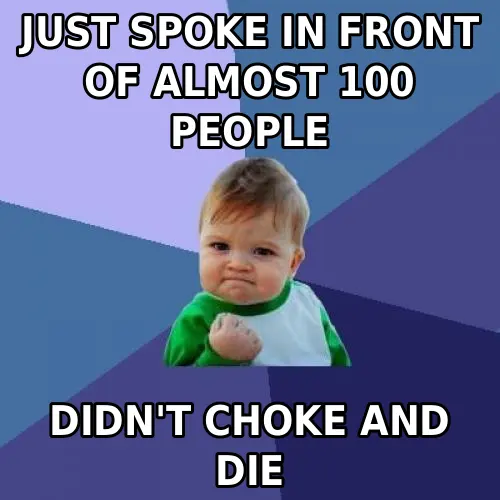 JUST SPOKE IN FRONT
OF ALMOST 100
PEOPLE
DIDN'T CHOKE AND
DIE